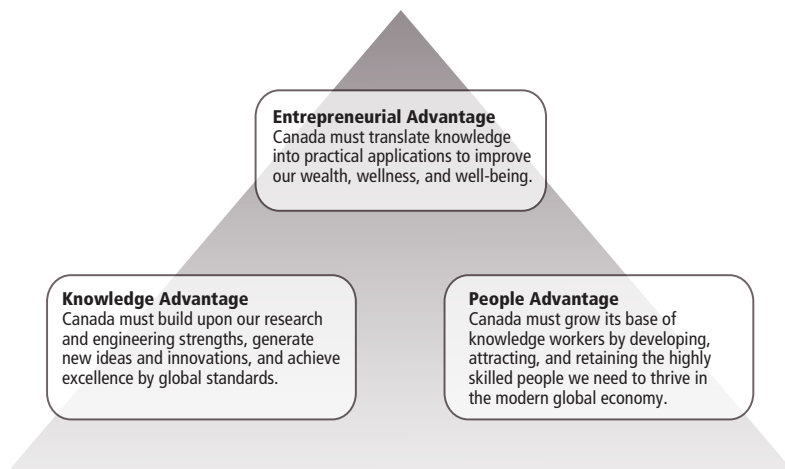 Entrepreneurial Advantage
Canada must translate knowledge
into practical applications to improve
our wealth, wellness, and well-being.
Knowledge Advantage
Canada must build upon our research
and engineering strengths, generate
new ideas and innovations, and achieve
excellence by global standards.
People Advantage
Canada must grow its base of
knowledge workers by developing,
attracting, and retaining the highly
skilled people we need to thrive in
the modern global economy.